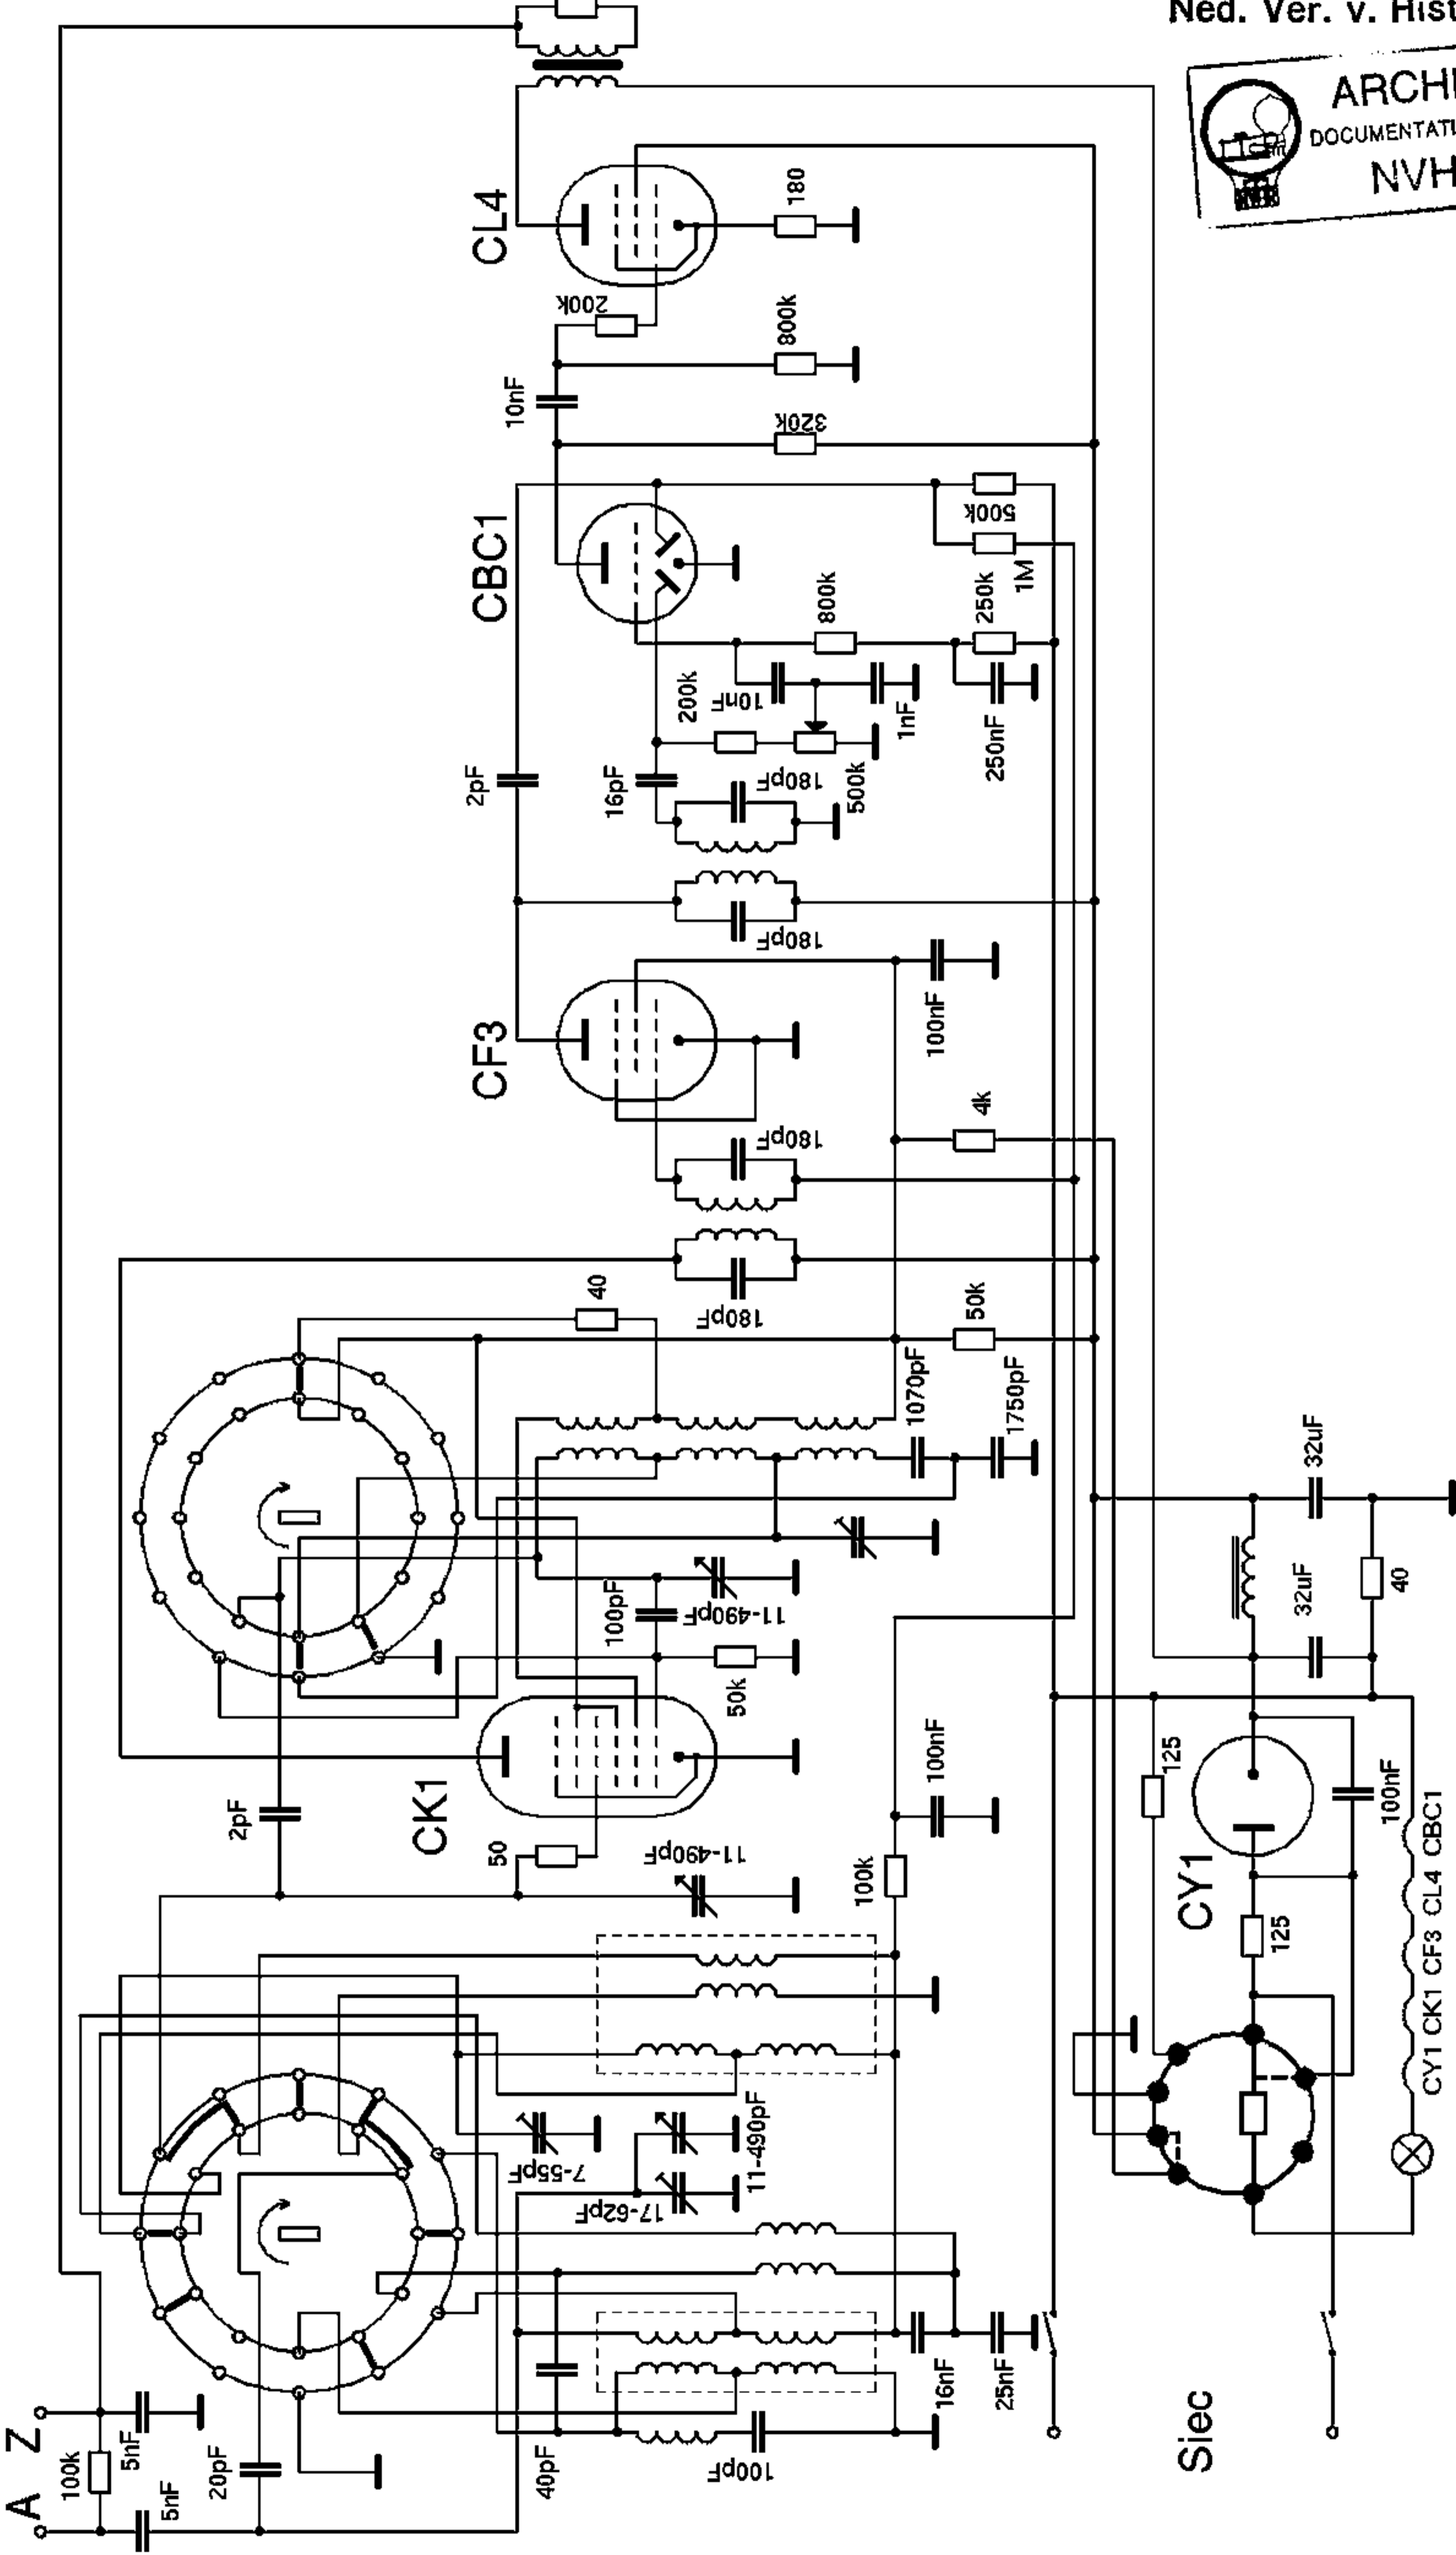 Ned. Ver. v. Hist
ARCHI
DOCUMENTATI
NVH
A
Z
100k
5nF
5nF
20pF
40pF
100pF
16nF
25nF
17-62pF
11-490pF
7-55pF
100k
100nF
11-490pF
50
2pF
CK1
50k
100pF
11-490pF
1070pF
1750pF
50k
40
180pF
180pF
4k
CF3
100nF
180pF
180pF
2pF
16pF
200k
500k
10nF
1nF
250nF
800k
250k
CBC1
1M
500k
320k
10nF
800k
200k
CL4
180
Siec
125
CY1
125
100nF
32uF
32uF
40
CY1 CK1 CF3 CL4 CBC1